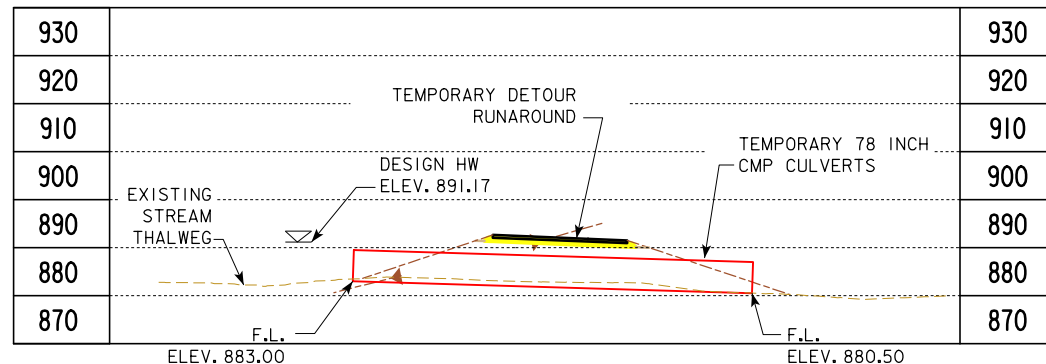 930
920
910
900
890
880
870
TEMPORARY DETOUR
RUNAROUND
TEMPORARY 78 INCH
CMP CULVERTS
DESIGN HW
ELEV. 891.17
EXISTING
STREAM
THALWEG
F.L.
ELEV. 883.00
F.L.
ELEV. 880.50
930
920
910
900
890
880
870